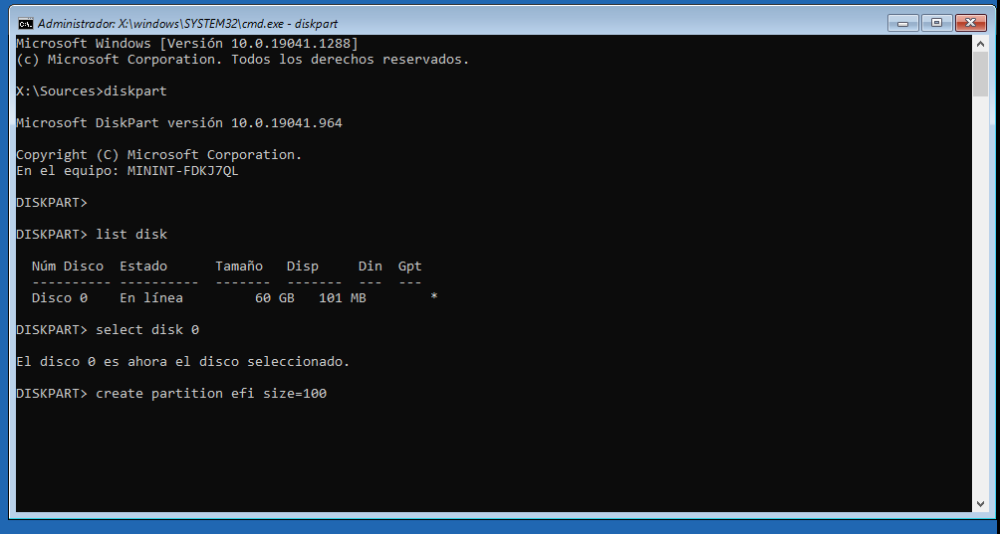 Administrador: X:\windows\SYSTEM32\cmd.exe - diskpart
Microsoft Windows [Versión 10.0.19041.1288]
(c) Microsoft Corporation. Todos los derechos reservados.
X:\Sources>diskpart
Microsoft DiskPart versión 10.0.19041.964
Copyright (C) Microsoft Corporation.
En el equipo: MININT-FDKJ7QL
DISKPART>
DISKPART> list disk
  Núm Disco  Estado      Tamaño   Disp     Din  Gpt
  ---------- ----------  -------  -------  ---  ---
  Disco 0    En línea         60 GB   101 MB        *
DISKPART> select disk 0
El disco 0 es ahora el disco seleccionado.
DISKPART> create partition efi size=100